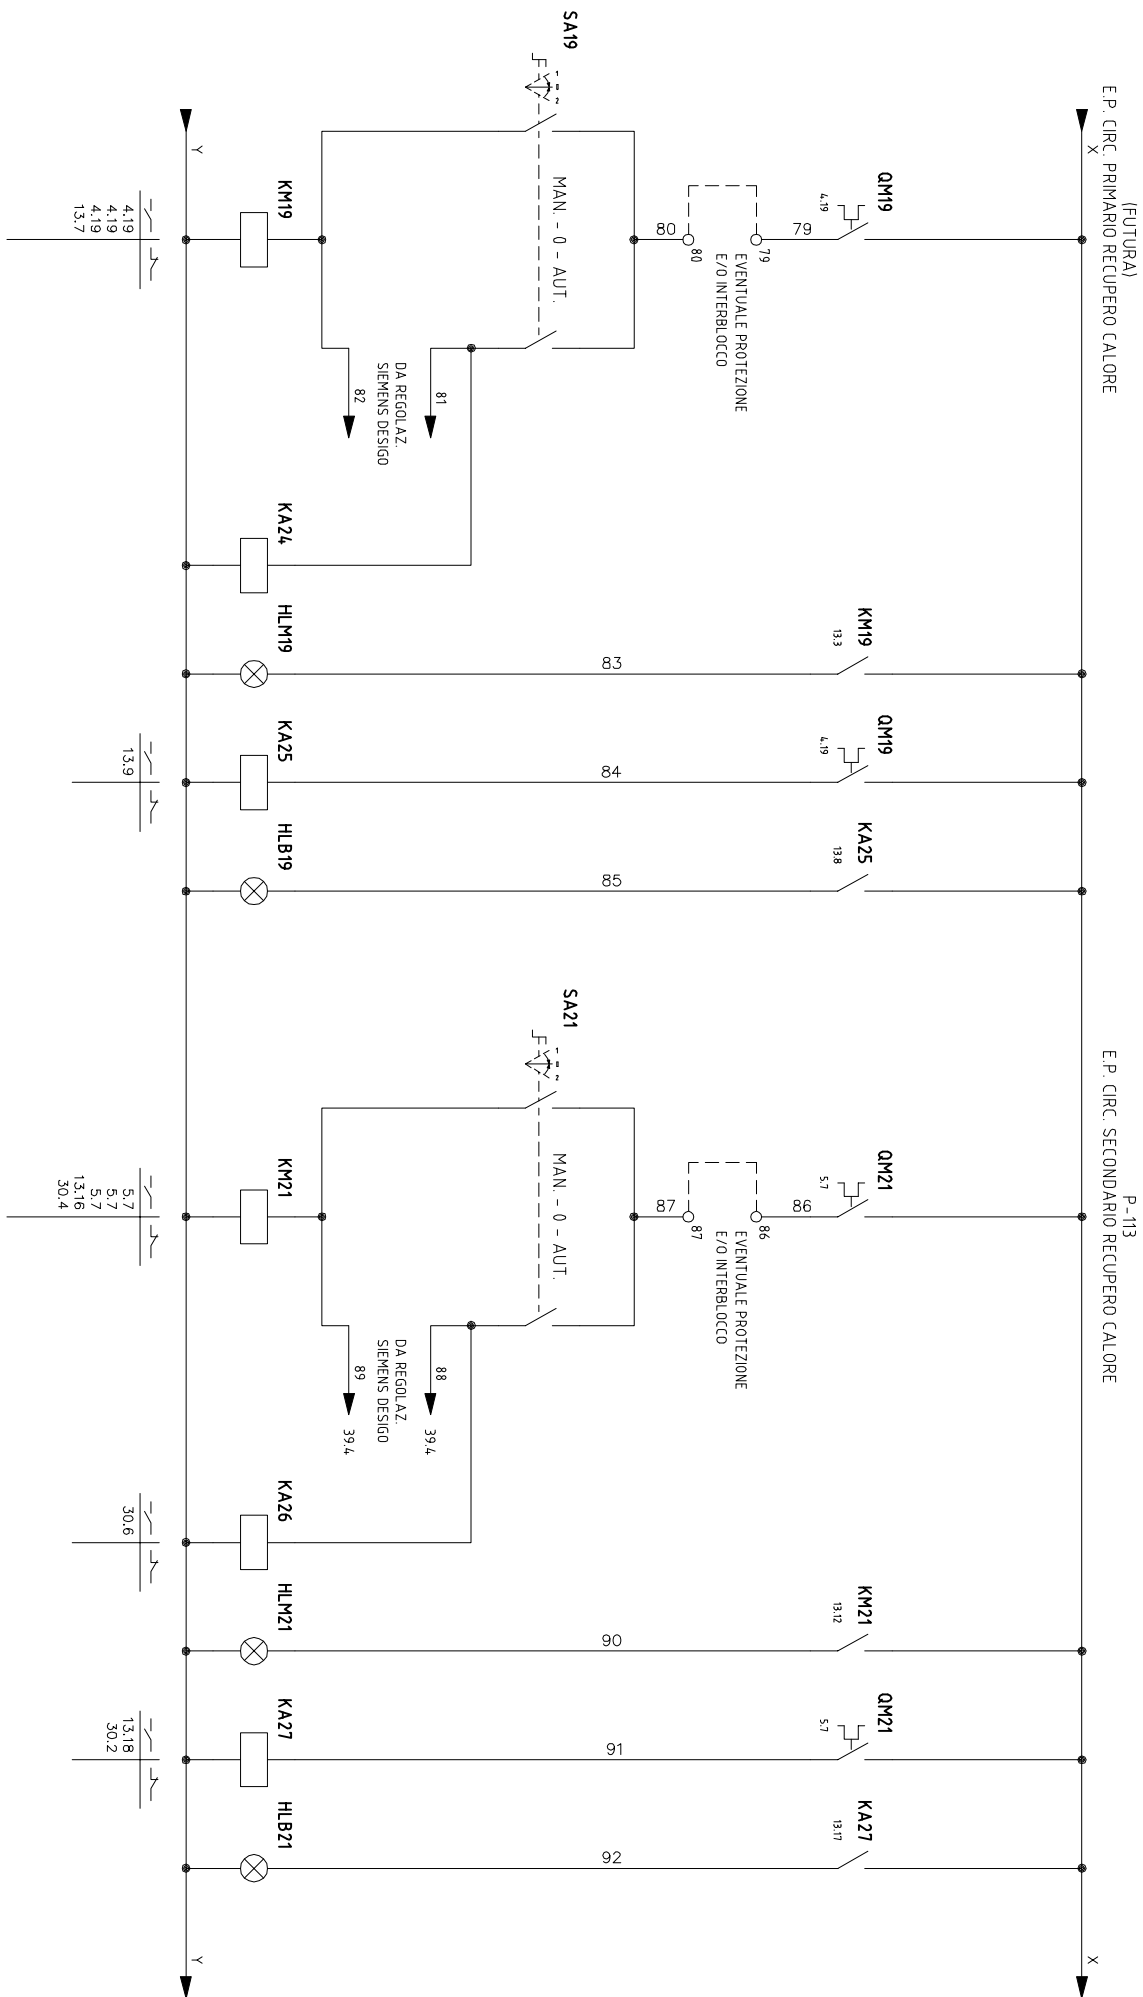 (FUTURA)
E.P. CIRC. PRIMARIO RECUPERO CALORE
P-113
E.P. CIRC. SECONDARIO RECUPERO CALORE
X
X
QM19
4.19
79
79
EVENTUALE PROTEZIONE
E/O INTERBLOCCO
80
80
SA19
1
0
2
MAN. - 0 - AUT.
81
82
DA REGOLAZ.
SIEMENS DESIGO
KM19
KA24
KM19
13.3
83
HLM19
QM19
4.19
84
KA25
KA25
13.8
85
HLB19
QM21
5.7
86
86
EVENTUALE PROTEZIONE
E/O INTERBLOCCO
87
87
SA21
1
0
2
MAN. - 0 - AUT.
88
39.4
89
39.4
DA REGOLAZ.
SIEMENS DESIGO
KM21
KA26
KM21
13.12
90
HLM21
QM21
5.7
91
KA27
KA27
13.17
92
HLB21
Y
Y
4.19
4.19
4.19
13.7
13.9
5.7
5.7
5.7
13.16
30.4
30.6
13.18
30.2